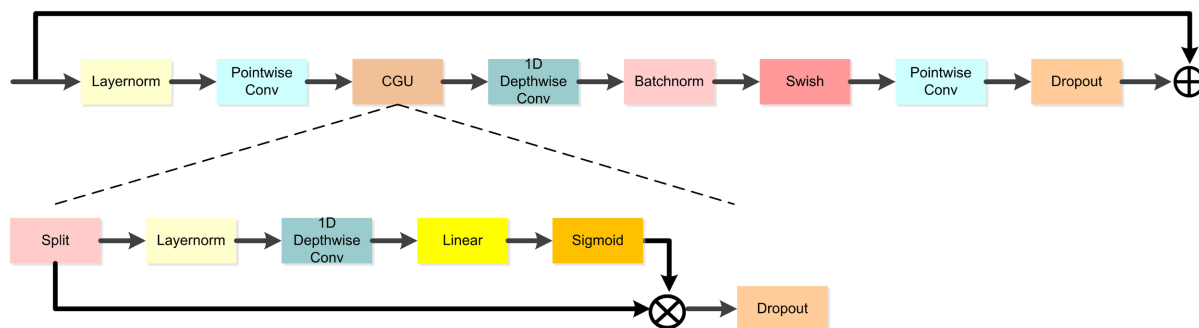 Layernorm
Pointwise
Conv
CGU
1D
Depthwise
Conv
Batchnorm
Swish
Pointwise
Conv
Dropout
Split
Layernorm
1D
Depthwise
Conv
Linear
Sigmoid
Dropout